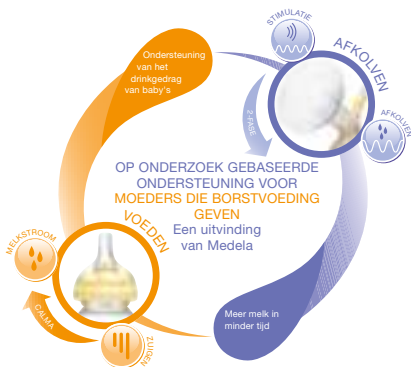 STIMULATIE
AFKOLVEN
Ondersteuning
van het
drinkgedrag
van baby's
2-FASE
AFKOLVEN
OP ONDERZOEK GEBASEERDE
ONDERSTEUNING VOOR
MOEDERS DIE BORSTVOEDING
GEVEN
Een uitvinding
van Medela
VOEDEN
MELKSTROOM
CALMA
ZUIGEN
Meer melk in
minder tijd